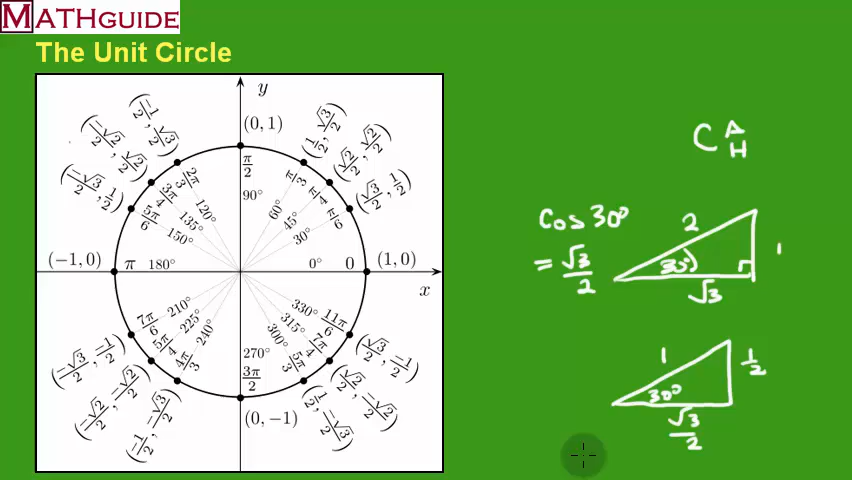 MATHGUIDE
The Unit Circle
y
x
(0, 1)
(1/2, √3/2)
(√2/2, √2/2)
(√3/2, 1/2)
(1, 0)
(√3/2, -1/2)
(√2/2, -√2/2)
(1/2, -√3/2)
(0, -1)
(-1/2, -√3/2)
(-√2/2, -√2/2)
(-√3/2, -1/2)
(-1, 0)
(-√3/2, 1/2)
(-√2/2, √2/2)
(-1/2, √3/2)
π/2
π/3
π/4
π/6
0
11π/6
7π/4
5π/3
3π/2
4π/3
5π/4
7π/6
π
5π/6
3π/4
2π/3
90°
60°
45°
30°
0°
330°
315°
300°
270°
240°
225°
210°
180°
150°
135°
120°
C A/H
cos 30°
= √3/2
2
30°
1
√3
1
30°
1/2
√3/2